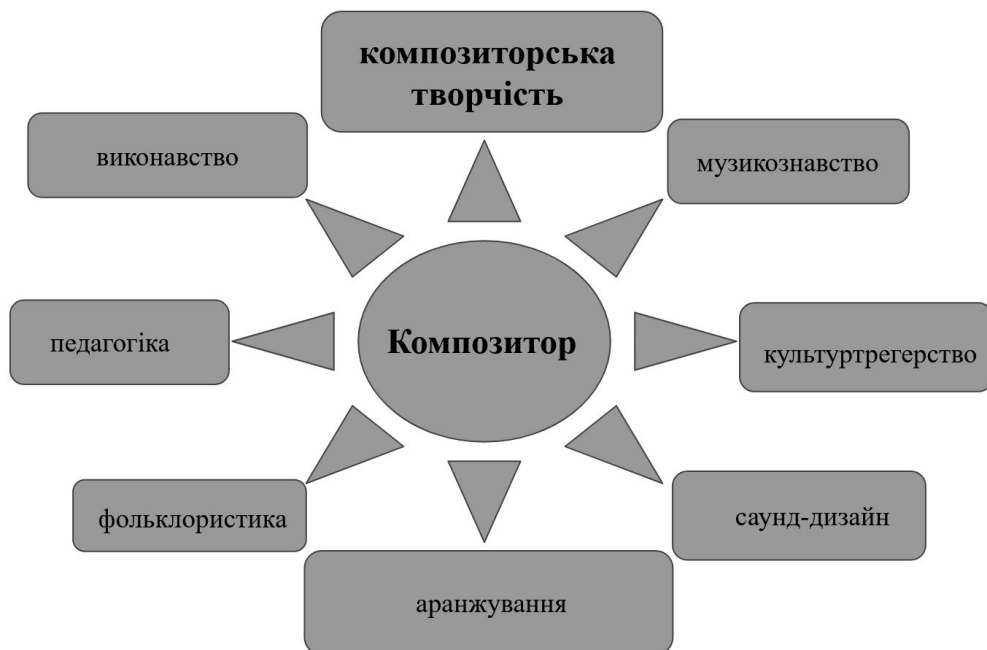 композиторська
творчість
виконавство
музикознавство
педагогіка
Композитор
культуртрегерство
фольклористика
саунд-дизайн
аранжування